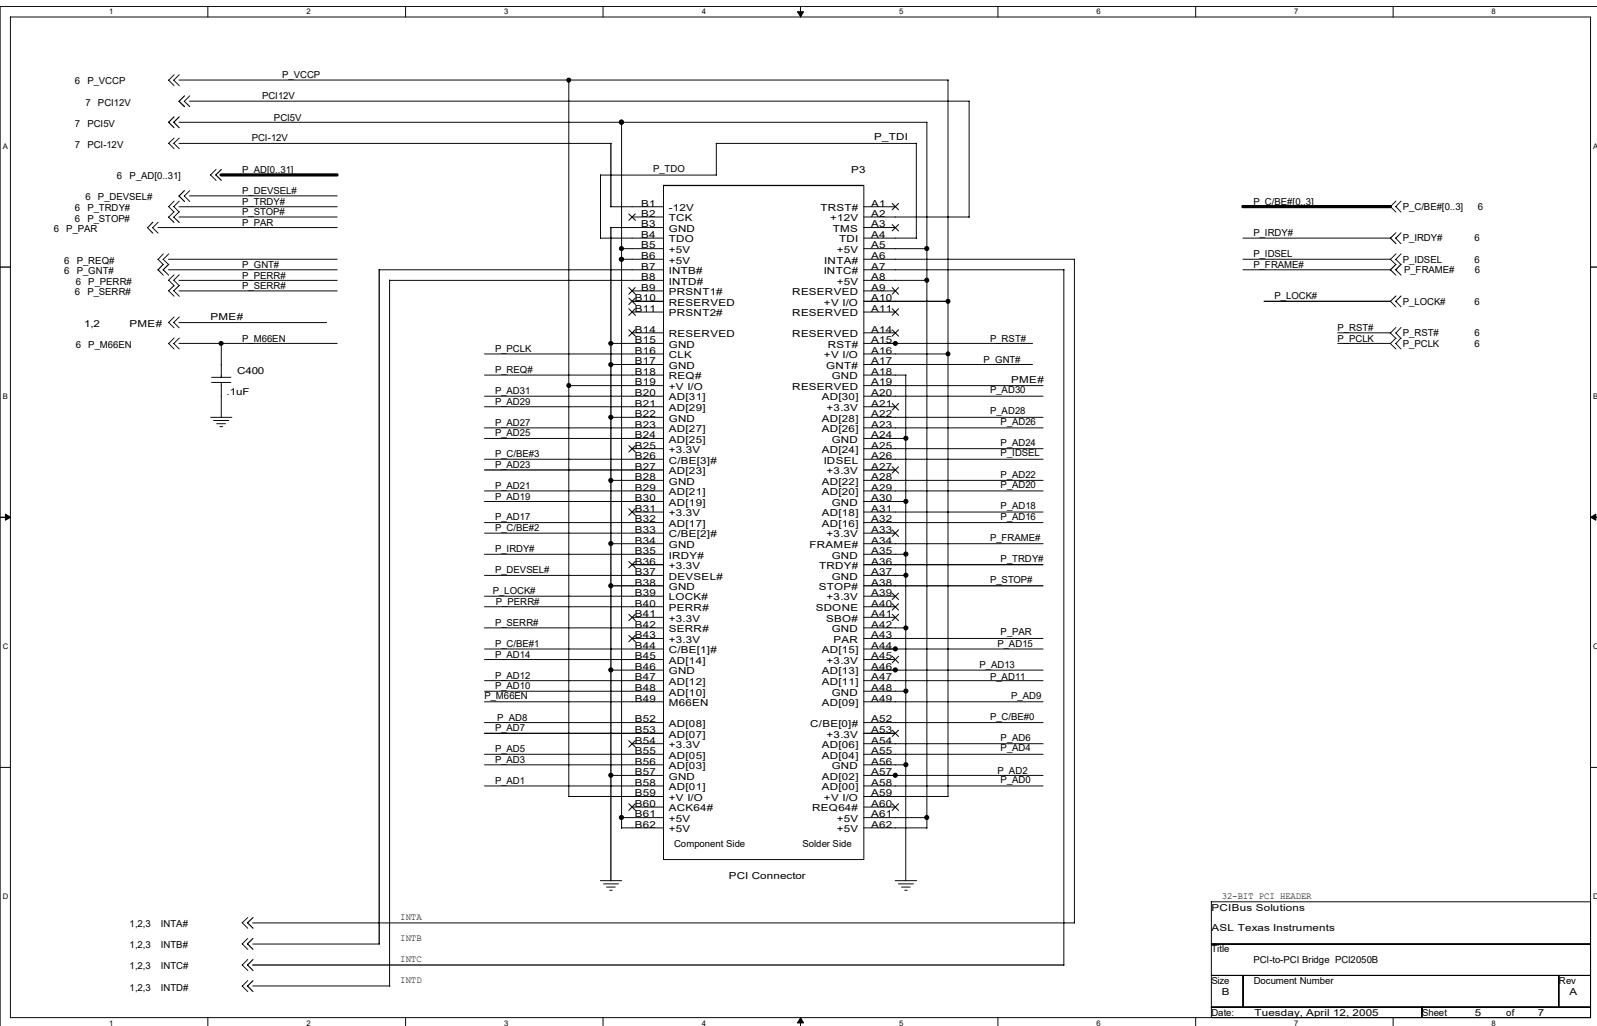 1 2 3 4 5 6 7 8
A
B
C
D
A
B
C
D
6 P_VCCP P_VCCP
7 PCI12V PCI12V
7 PCI5V PCI5V
7 PCI-12V PCI-12V
6 P_AD[0..31] P_AD[0..31]
6 P_DEVSEL# P_DEVSEL#
6 P_TRDY# P_TRDY#
6 P_STOP# P_STOP#
6 P_PAR P_PAR
6 P_REQ#
6 P_GNT# P_GNT#
6 P_PERR# P_PERR#
6 P_SERR# P_SERR#
1,2 PME# PME#
6 P_M66EN P_M66EN
C400
.1uF
P_TDI
P_TDO
P3
B1 -12V TRST# A1
B2 TCK +12V A2
B3 GND TMS A3
B4 TDO TDI A4
B5 +5V +5V A5
B6 +5V INTA# A6
B7 INTB# INTC# A7
B8 INTD# +5V A8
B9 PRSNT1# RESERVED A9
B10 RESERVED +V I/O A10
B11 PRSNT2# RESERVED A11
B14 RESERVED RESERVED A14
B15 GND RST# A15 P_RST#
P_PCLK B16 CLK +V I/O A16
B17 GND GNT# A17 P_GNT#
P_REQ# B18 REQ# GND A18
B19 +V I/O RESERVED A19 PME#
P_AD31 B20 AD[31] AD[30] A20 P_AD30
P_AD29 B21 AD[29] +3.3V A21
B22 GND AD[28] A22 P_AD28
P_AD27 B23 AD[27] AD[26] A23 P_AD26
P_AD25 B24 AD[25] GND A24
B25 +3.3V AD[24] A25 P_AD24
P_C/BE#3 B26 C/BE[3]# IDSEL A26 P_IDSEL
P_AD23 B27 AD[23] +3.3V A27
B28 GND AD[22] A28 P_AD22
P_AD21 B29 AD[21] AD[20] A29 P_AD20
P_AD19 B30 AD[19] GND A30
B31 +3.3V AD[18] A31 P_AD18
P_AD17 B32 AD[17] AD[16] A32 P_AD16
P_C/BE#2 B33 C/BE[2]# +3.3V A33
B34 GND FRAME# A34 P_FRAME#
P_IRDY# B35 IRDY# GND A35
B36 +3.3V TRDY# A36 P_TRDY#
P_DEVSEL# B37 DEVSEL# GND A37
B38 GND STOP# A38 P_STOP#
P_LOCK# B39 LOCK# +3.3V A39
P_PERR# B40 PERR# SDONE A40
B41 +3.3V SBO# A41
P_SERR# B42 SERR# GND A42
B43 +3.3V PAR A43 P_PAR
P_C/BE#1 B44 C/BE[1]# AD[15] A44 P_AD15
P_AD14 B45 AD[14] +3.3V A45
B46 GND AD[13] A46 P_AD13
P_AD12 B47 AD[12] AD[11] A47 P_AD11
P_AD10 B48 AD[10] GND A48
P_M66EN B49 M66EN AD[09] A49 P_AD9
P_AD8 B52 AD[08] C/BE[0]# A52 P_C/BE#0
P_AD7 B53 AD[07] +3.3V A53
B54 +3.3V AD[06] A54 P_AD6
P_AD5 B55 AD[05] AD[04] A55 P_AD4
P_AD3 B56 AD[03] GND A56
B57 GND AD[02] A57 P_AD2
P_AD1 B58 AD[01] AD[00] A58 P_AD0
B59 +V I/O +V I/O A59
B60 ACK64# REQ64# A60
B61 +5V +5V A61
B62 +5V +5V A62
Component Side Solder Side
PCI Connector
P_C/BE#[0..3] P_C/BE#[0..3] 6
P_IRDY# P_IRDY# 6
P_IDSEL P_IDSEL 6
P_FRAME# P_FRAME# 6
P_LOCK# P_LOCK# 6
P_RST# P_RST# 6
P_PCLK P_PCLK 6
1,2,3 INTA# INTA
1,2,3 INTB# INTB
1,2,3 INTC# INTC
1,2,3 INTD# INTD
32-BIT PCI HEADER
PCIBus Solutions
ASL Texas Instruments
Title
PCI-to-PCI Bridge PCI2050B
Size Document Number Rev
B A
Date: Tuesday, April 12, 2005 Sheet 5 of 7
1 2 3 4 5 6 7 8